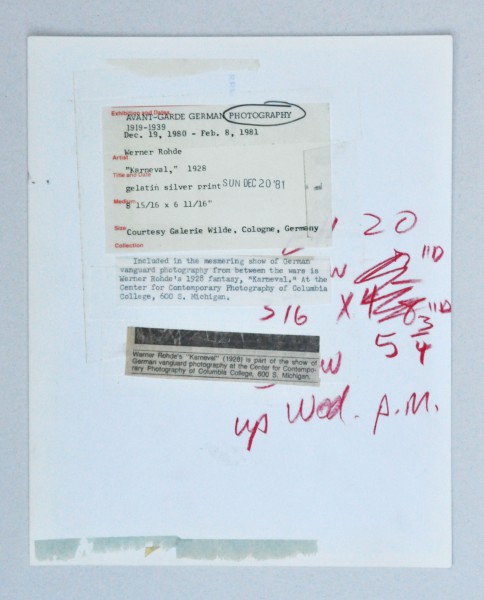 Exhibition and Dates
AVANT-GARDE GERMAN PHOTOGRAPHY
1919-1939
Dec. 19, 1980 - Feb. 8, 1981
Werner Rohde
Artist
"Karneval," 1928
Title and Date
gelatin silver print
SUN DEC 20 '81
Medium
8 15/16 x 6 11/16"
Size
Courtesy Galerie Wilde, Cologne, Germany
Collection
20
Included in the mesmering show of German
vanguard photography from between the wars is
Werner Rohde's 1928 fantasy, "Karneval," At the
Center for Contemporary Photography of Columbia
College, 600 S. Michigan.
W
"D
S16 X 4
"D
5 3/4
Werner Rohde's "Karneval" (1928) is part of the show of
German vanguard photography at the Center for Contempo-
rary Photography of Columbia College, 600 S. Michigan.
W
up Wed. A.M.